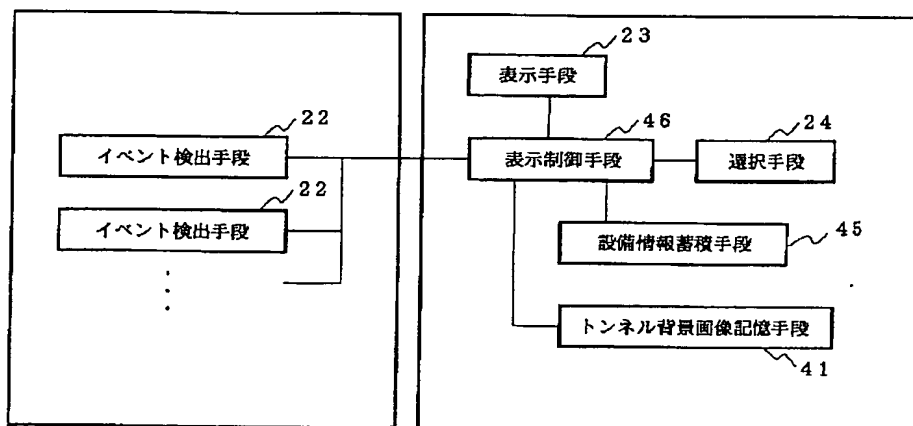 ２３
表示手段
２２
４６
２４
イベント検出手段
表示制御手段
選択手段
２２
イベント検出手段
設備情報蓄積手段
４５
トンネル背景画像記憶手段
４１